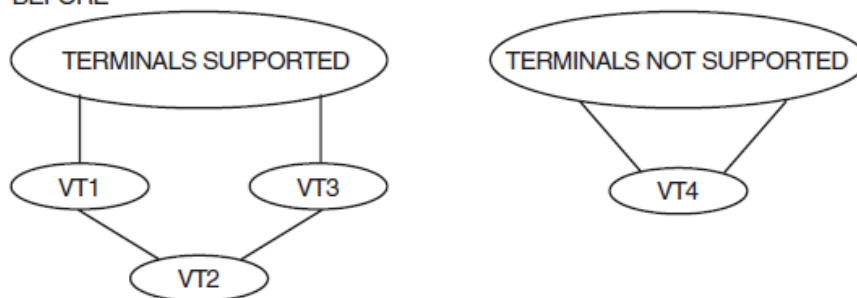 BEFORE
TERMINALS SUPPORTED
TERMINALS NOT SUPPORTED
VT1
VT3
VT4
VT2